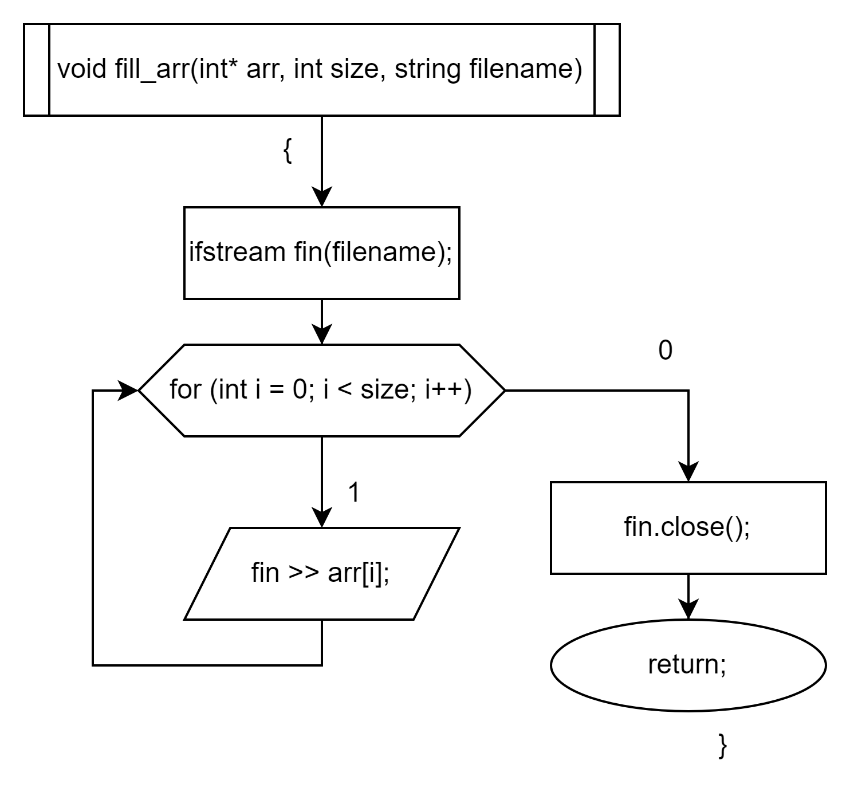 void fill_arr(int* arr, int size, string filename)
{
ifstream fin(filename);
for (int i = 0; i < size; i++)
0
1
fin >> arr[i];
fin.close();
return;
}